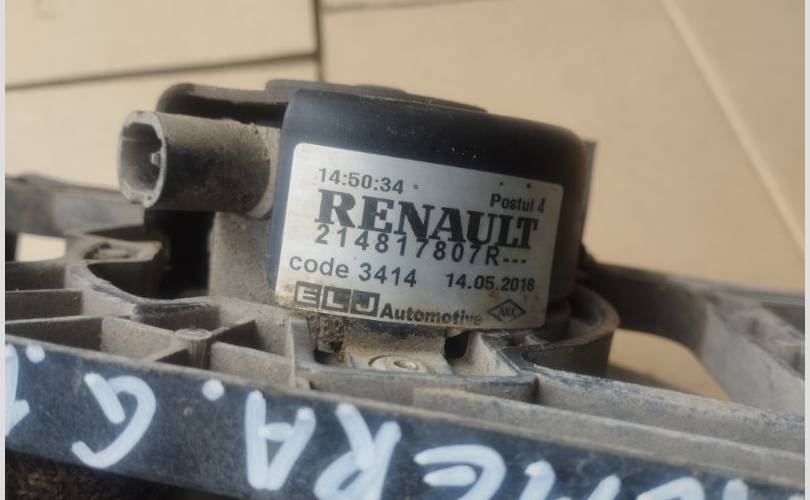 14:50:34
Postul 4
RENAULT
214817807R---
code 3414 14.05.2018
ELJ Automotive